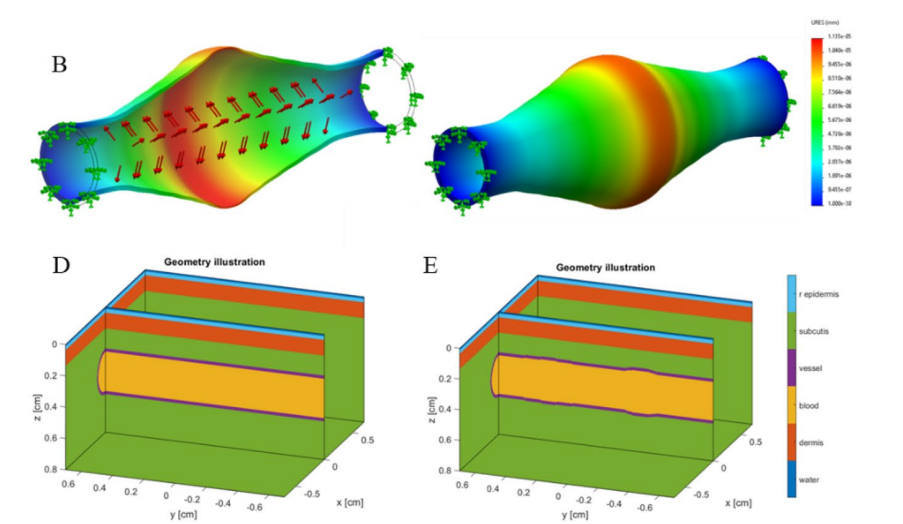 URES (mm)
B
1.135e-05
1.040e-05
9.455e-06
8.510e-06
7.564e-06
6.619e-06
5.673e-06
4.728e-06
3.782e-06
2.837e-06
1.891e-06
9.455e-07
1.000e-30
D
Geometry illustration
0
0.2
0.4
0.6
0.8
z [cm]
0.6
0.4
0.2
0
-0.2
-0.4
-0.6
y [cm]
-0.5
0
0.5
x [cm]
E
Geometry illustration
0
0.2
0.4
0.6
0.8
z [cm]
0.6
0.4
0.2
0
-0.2
-0.4
-0.6
y [cm]
-0.5
0
0.5
x [cm]
r epidermis
subcutis
vessel
blood
dermis
water